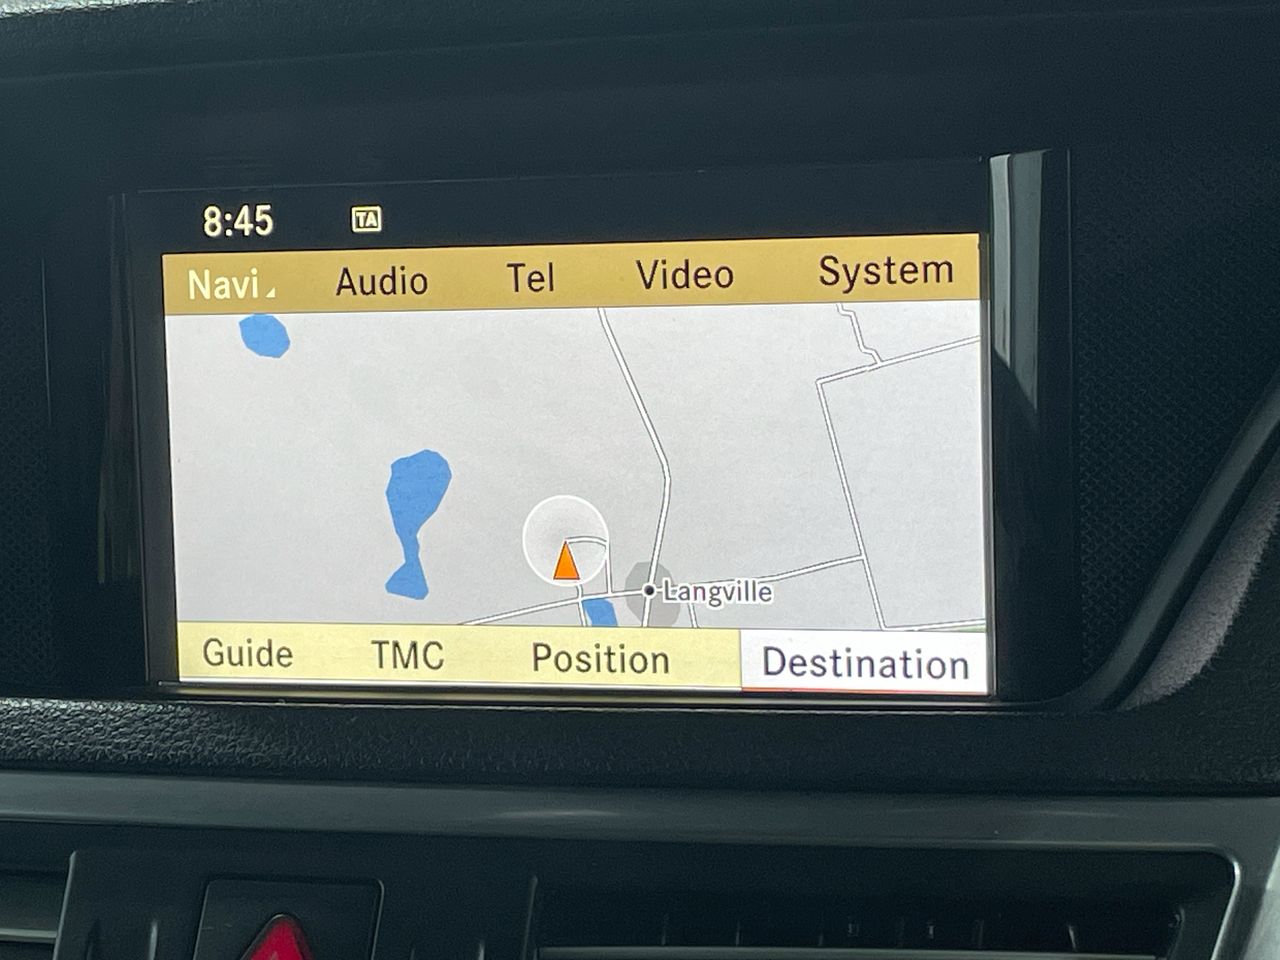 8:45 TA
Navi Audio Tel Video System
Langville
Guide TMC Position Destination